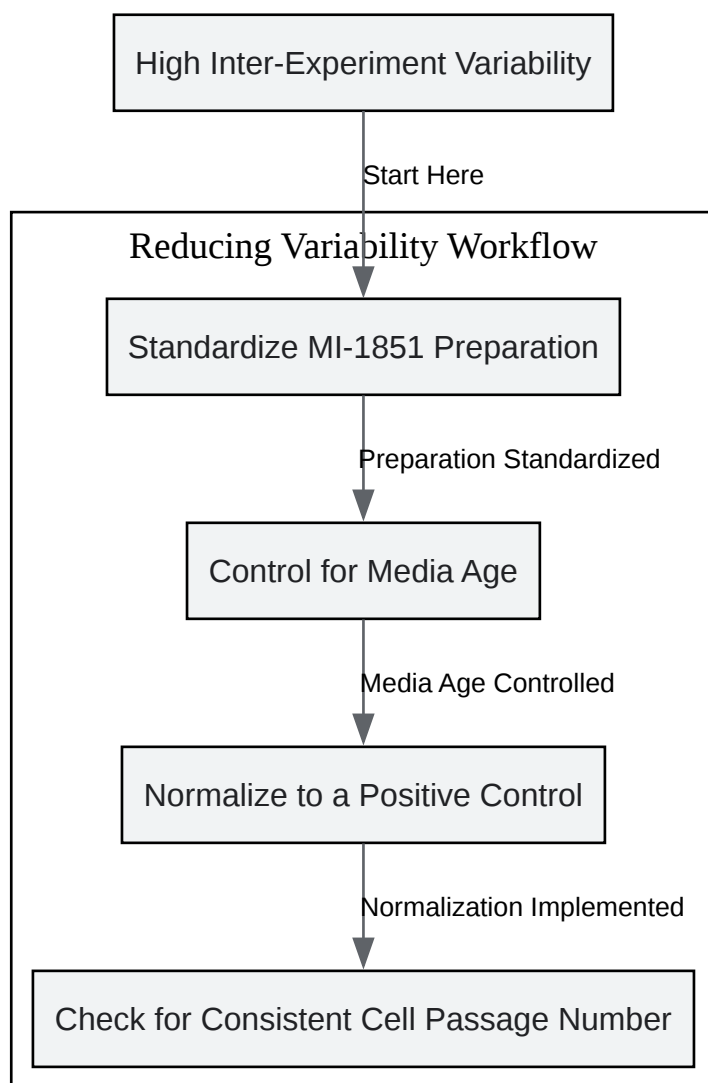 High Inter-Experiment Variability
Start Here
Reducing Variability Workflow
Standardize MI-1851 Preparation
Preparation Standardized
Control for Media Age
Media Age Controlled
Normalize to a Positive Control
Normalization Implemented
Check for Consistent Cell Passage Number